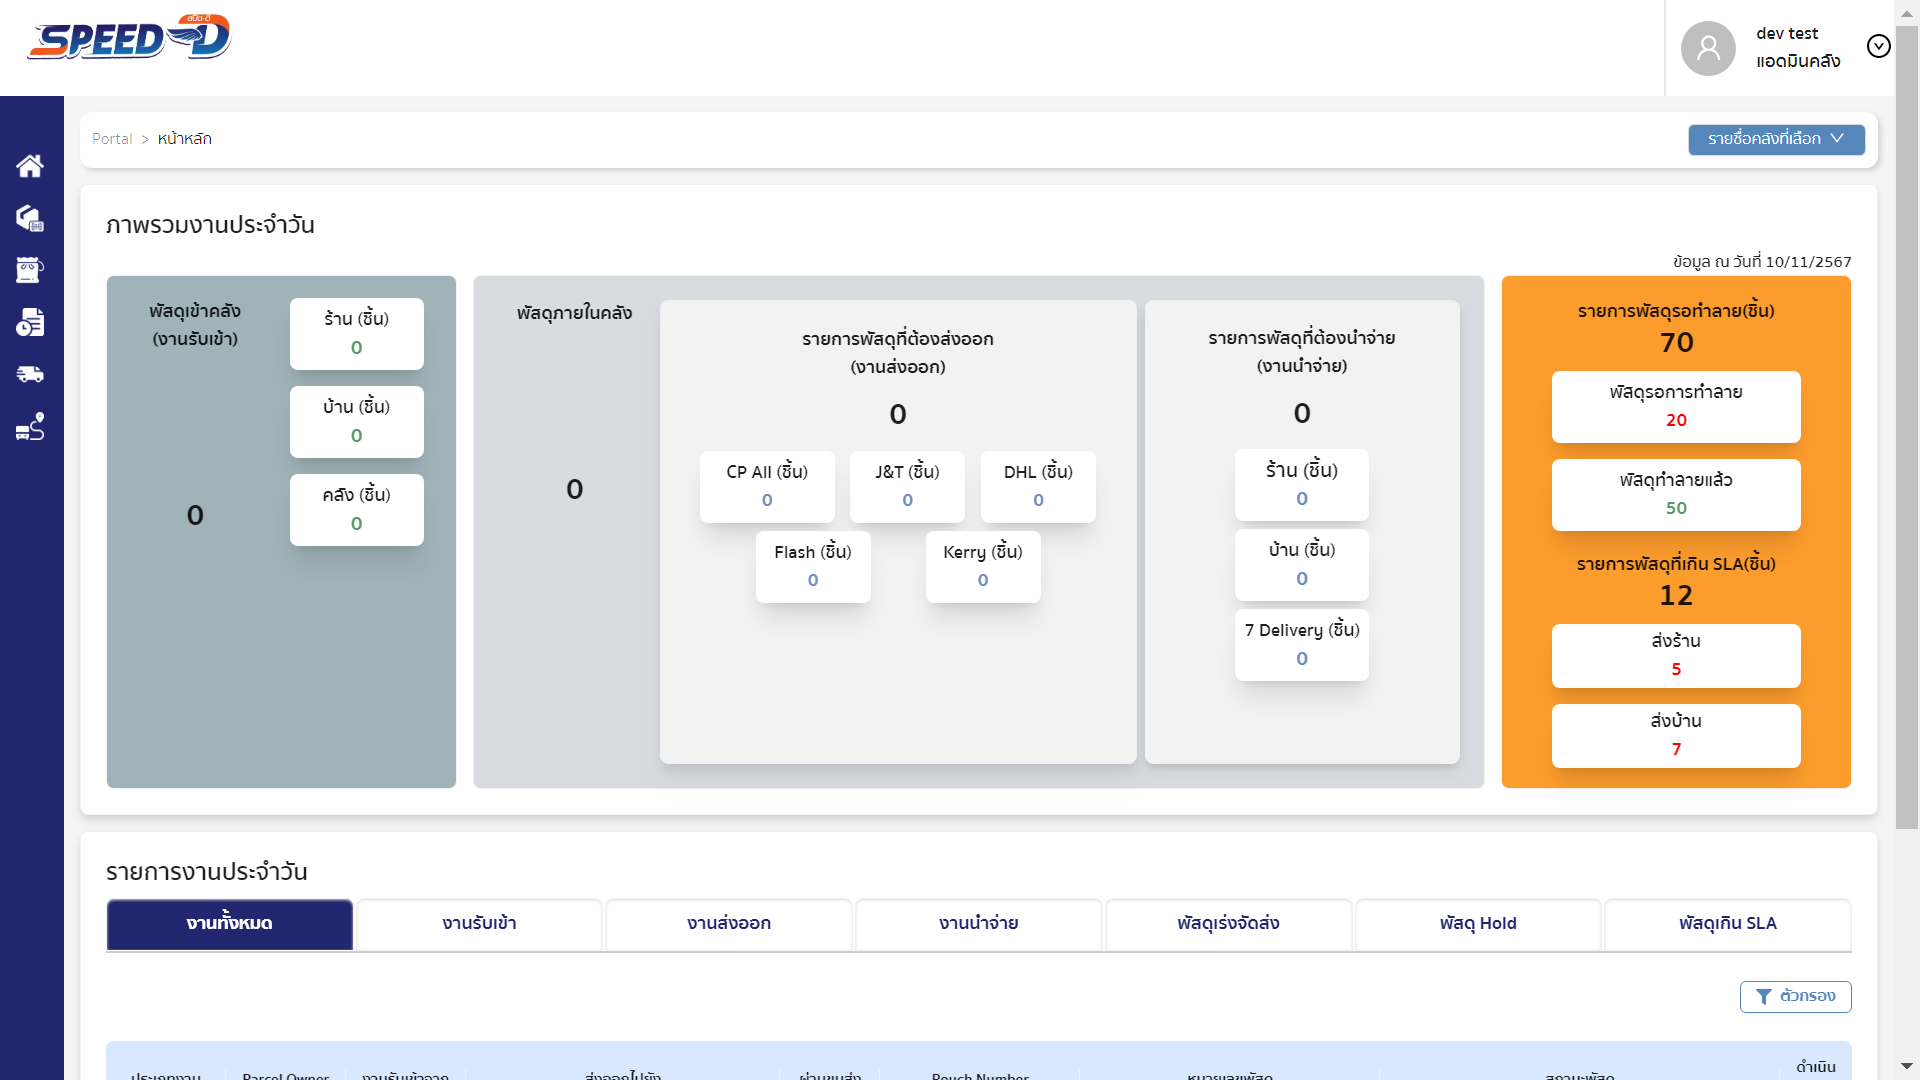 สปีด-ดี
SPEED-D
dev test
แอดมินคลัง
Portal > หน้าหลัก
รายชื่อคลังที่เลือก
ภาพรวมงานประจำวัน
ข้อมูล ณ วันที่ 10/11/2567
พัสดุเข้าคลัง
(งานรับเข้า)
0
ร้าน (ชิ้น)
0
บ้าน (ชิ้น)
0
คลัง (ชิ้น)
0
พัสดุภายในคลัง
0
รายการพัสดุที่ต้องส่งออก
(งานส่งออก)
0
CP All (ชิ้น)
0
J&T (ชิ้น)
0
DHL (ชิ้น)
0
Flash (ชิ้น)
0
Kerry (ชิ้น)
0
รายการพัสดุที่ต้องนำจ่าย
(งานนำจ่าย)
0
ร้าน (ชิ้น)
0
บ้าน (ชิ้น)
0
7 Delivery (ชิ้น)
0
รายการพัสดุรอทำลาย(ชิ้น)
70
พัสดุรอการทำลาย
20
พัสดุทำลายแล้ว
50
รายการพัสดุที่เกิน SLA(ชิ้น)
12
ส่งร้าน
5
ส่งบ้าน
7
รายการงานประจำวัน
งานทั้งหมด งานรับเข้า งานส่งออก งานนำจ่าย พัสดุเร่งจัดส่ง พัสดุ Hold พัสดุเกิน SLA
ตัวกรอง
ประเภทงาน Parcel Owner งานรับเข้าจาก ส่งออกไปยัง ผ่านขนส่ง Pouch Number หมายเลขพัสดุ สถานะพัสดุ ดำเนิน